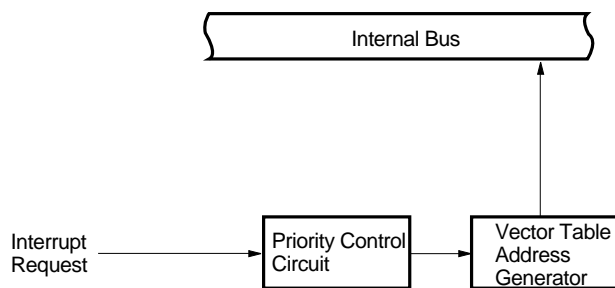 Internal Bus
Interrupt
Request
Priority Control
Circuit
Vector Table
Address
Generator